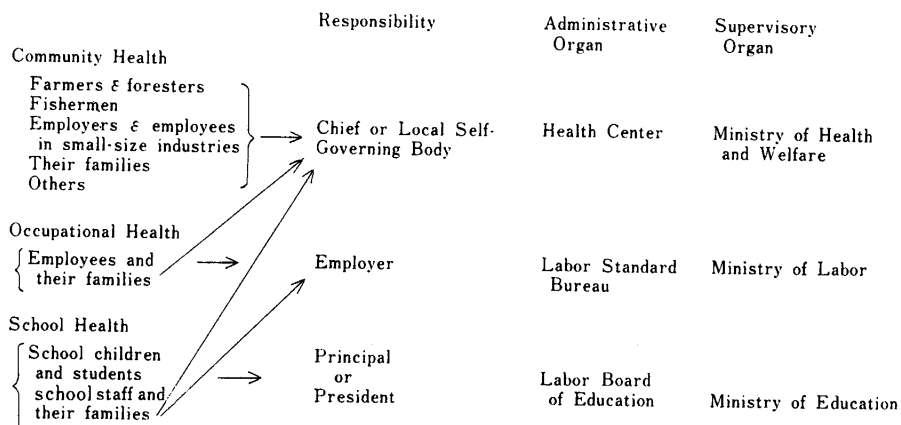 Responsibility
Administrative
Organ
Supervisory
Organ
Community Health
Farmers & foresters
Fishermen
Employers & employees
in small-size industries
Their families
Others
Chief or Local Self-
Governing Body
Health Center
Ministry of Health
and Welfare
Occupational Health
Employees and
their families
Employer
Labor Standard
Bureau
Ministry of Labor
School Health
School children
and students
school staff and
their families
Principal
or
President
Labor Board
of Education
Ministry of Education